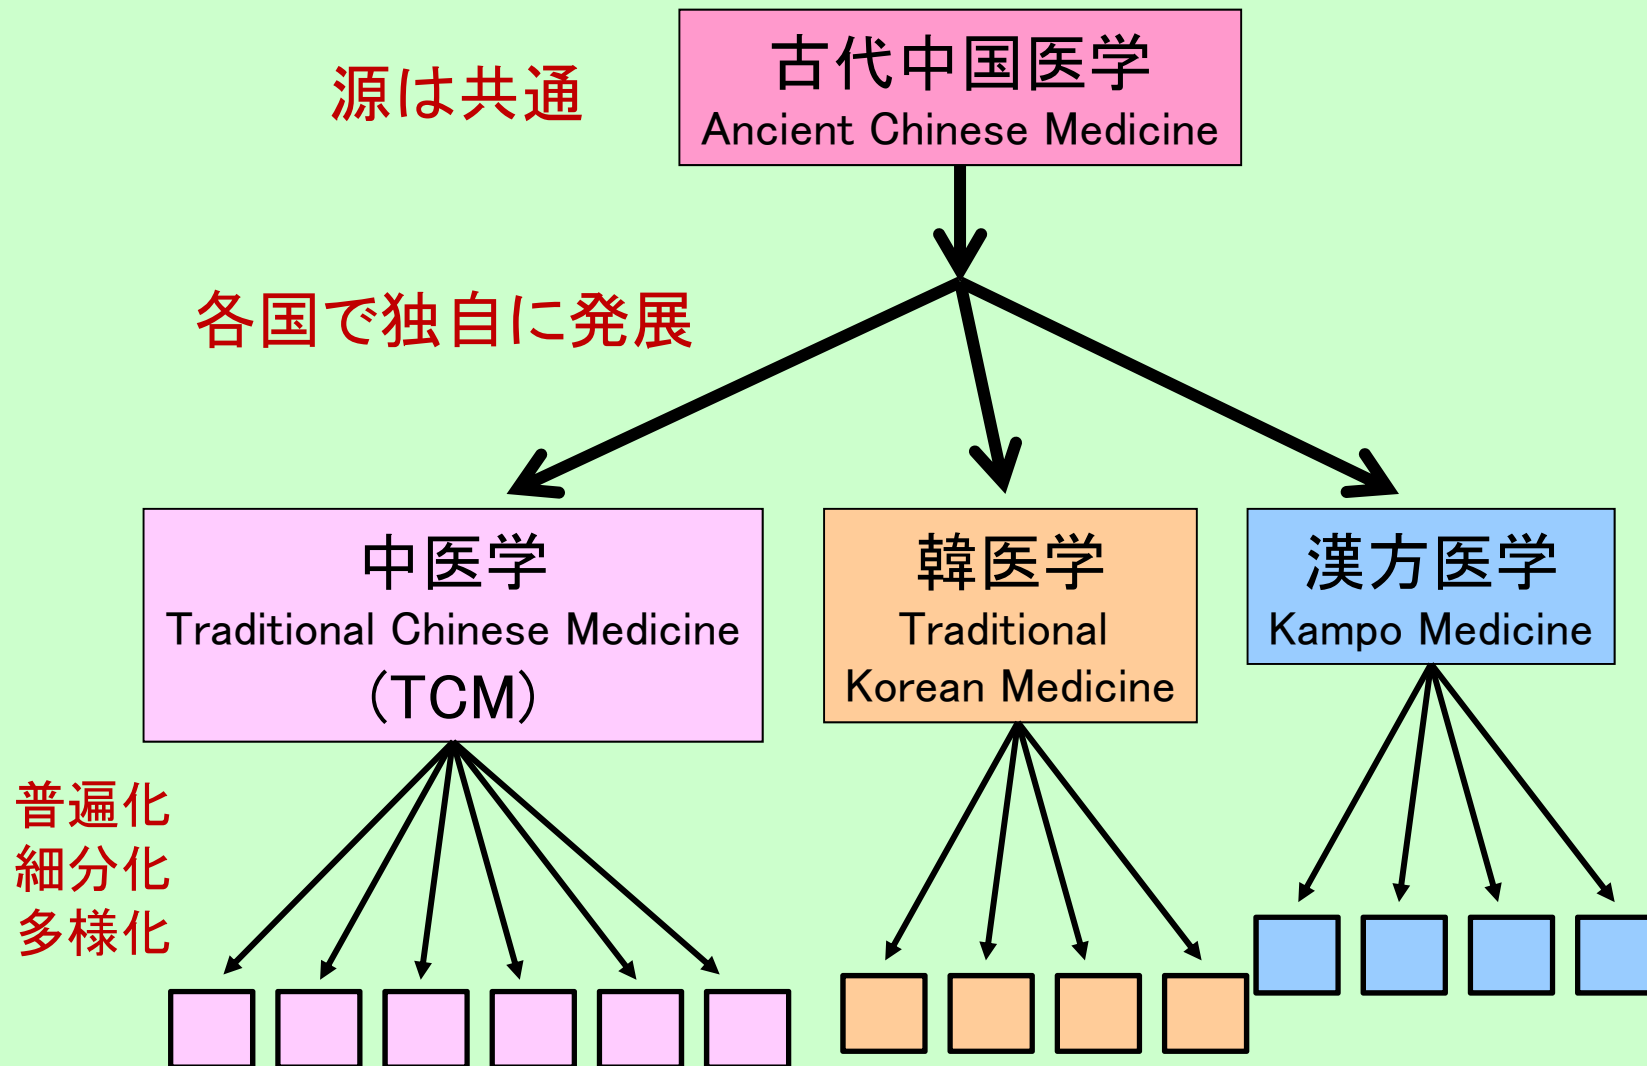 源は共通
古代中国医学
Ancient Chinese Medicine
各国で独自に発展
中医学
Traditional Chinese Medicine
(TCM)
韓医学
Traditional
Korean Medicine
漢方医学
Kampo Medicine
普遍化
細分化
多様化